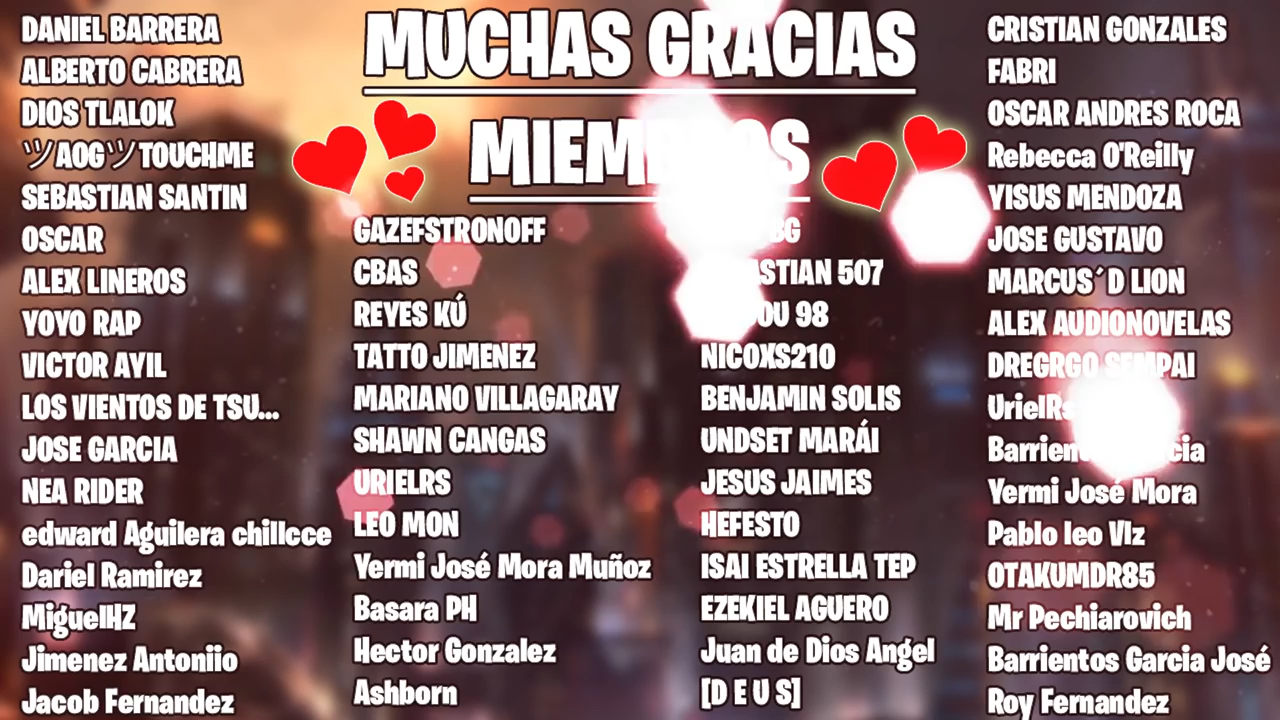 MUCHAS GRACIAS
DANIEL BARRERA
ALBERTO CABRERA
DIOS TLALOK
ツAOGツTOUCHME
SEBASTIAN SANTIN
OSCAR
ALEX LINEROS
YOYO RAP
VICTOR AYIL
LOS VIENTOS DE TSU...
JOSE GARCIA
NEA RIDER
edward Aguilera chillcce
Dariel Ramirez
MiguelHZ
Jimenez Antoniio
Jacob Fernandez
GAZEFSTRONOFF
CBAS
REYES KÚ
TATTO JIMENEZ
MARIANO VILLAGARAY
SHAWN CANGAS
URIELRS
LEO MON
Yermi José Mora Muñoz
Basara PH
Hector Gonzalez
Ashborn
507
98
NICOXS210
BENJAMIN SOLIS
UNDSET MARÁI
JESUS JAIMES
HEFESTO
ISAI ESTRELLA TEP
EZEKIEL AGUERO
Juan de Dios Angel
[D E U S]
CRISTIAN GONZALES
FABRI
OSCAR ANDRES ROCA
Rebecca O'Reilly
YISUS MENDOZA
JOSE GUSTAVO
MARCUS´D LION
ALEX AUDIONOVELAS
DREGRGO SEMPAI
Yermi José Mora
Pablo leo Vlz
OTAKUMDR85
Mr Pechiarovich
Barrientos Garcia José
Roy Fernandez